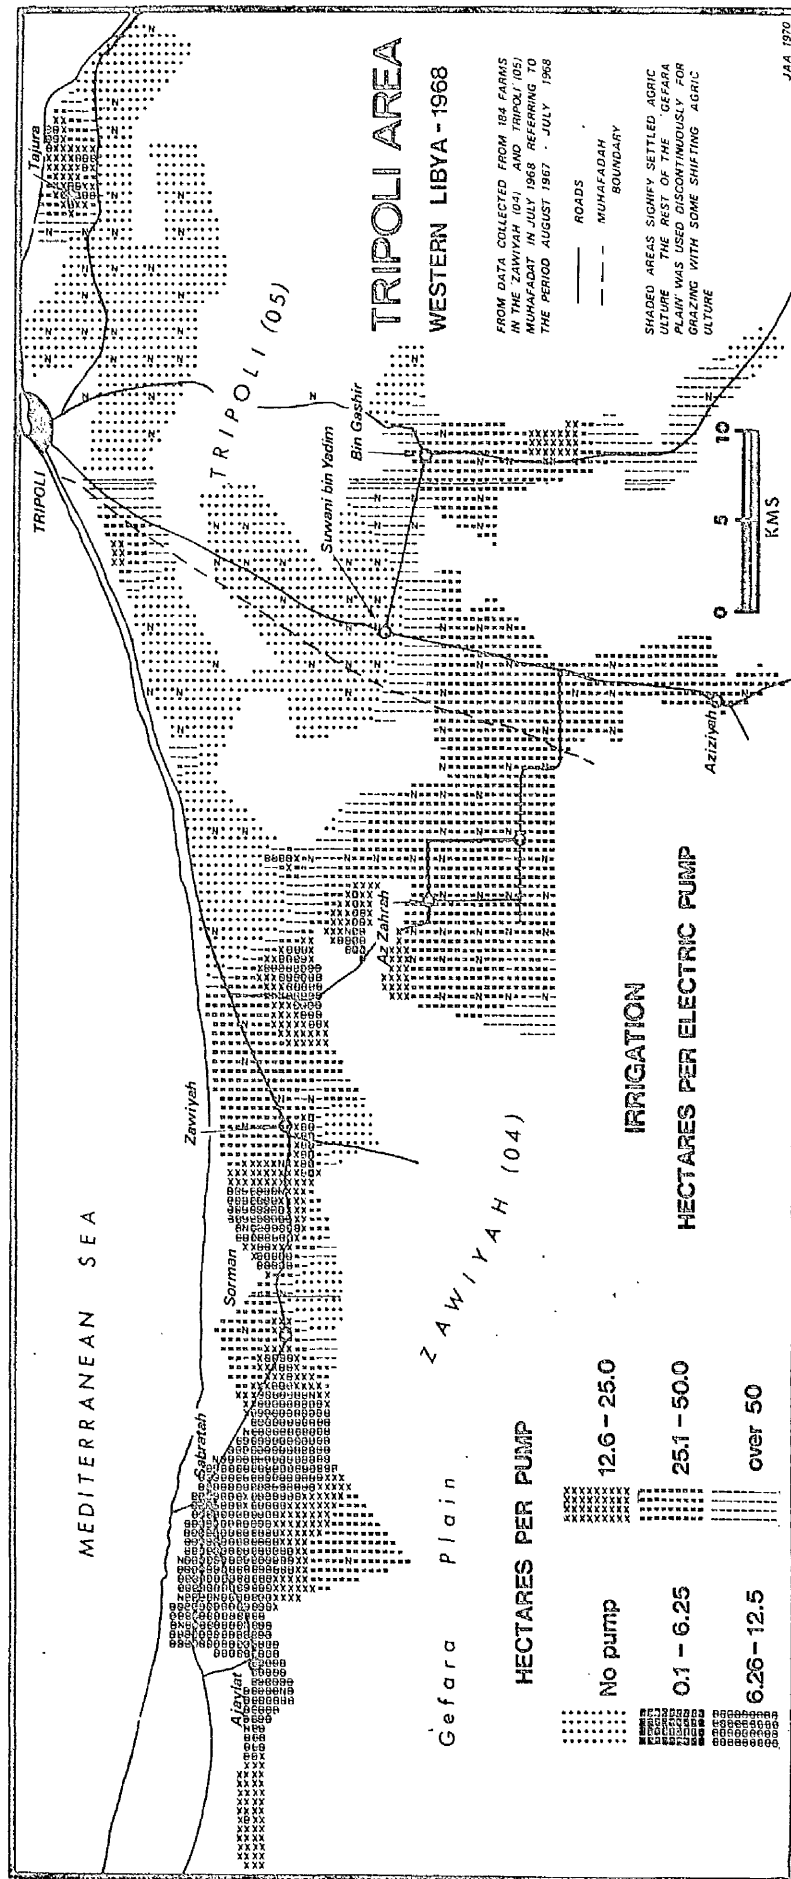 MEDITERRANEAN SEA
Tajura
TRIPOLI
TRIPOLI (05)
Suwani bin Yadim
Bin Gashir
Aziziyah
Az Zahrah
Zawiyah
Sorman
Sabratah
Ajaylat
ZAWIYAH (04)
Gefara Plain
TRIPOLI AREA
WESTERN LIBYA - 1968
FROM DATA COLLECTED FROM 184 FARMS
IN THE ZAWIYAH (04) AND TRIPOLI (05)
MUHAFADAT IN JULY 1968 REFERRING TO
THE PERIOD AUGUST 1967 - JULY 1968
ROADS
MUHAFADAH
BOUNDARY
SHADED AREAS SIGNIFY SETTLED AGRIC
ULTURE THE REST OF THE GEFARA
PLAIN WAS USED DISCONTINUOUSLY FOR
GRAZING WITH SOME SHIFTING AGRIC
ULTURE
0 5 10
KMS
IRRIGATION
HECTARES PER ELECTRIC PUMP
HECTARES PER PUMP
No pump
0.1 - 6.25
6.26 - 12.5
12.6 - 25.0
25.1 - 50.0
over 50
JAA 1970